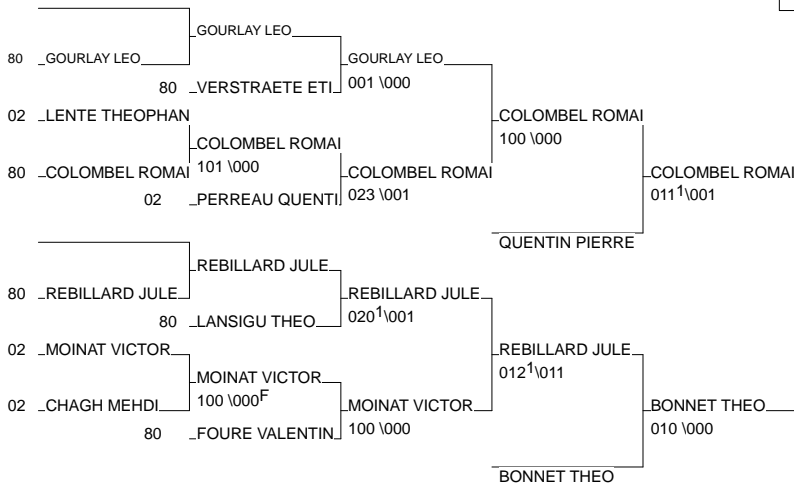 GOURLAY LEO
80 GOURLAY LEO GOURLAY LEO
80 VERSTRAETE ETI 001 \000
02 LENTE THEOPHAN COLOMBEL ROMAI
100 \000
COLOMBEL ROMAI
80 COLOMBEL ROMAI 101 \000 COLOMBEL ROMAI COLOMBEL ROMAI
02 PERREAU QUENTI 023 \001 011¹\001
QUENTIN PIERRE
REBILLARD JULE
80 REBILLARD JULE REBILLARD JULE
80 LANSIGU THEO 020¹\001
02 MOINAT VICTOR REBILLARD JULE
012¹\011
MOINAT VICTOR
02 CHAGH MEHDI 100 \000F MOINAT VICTOR BONNET THEO
80 FOURE VALENTIN 100 \000 010 \000
BONNET THEO